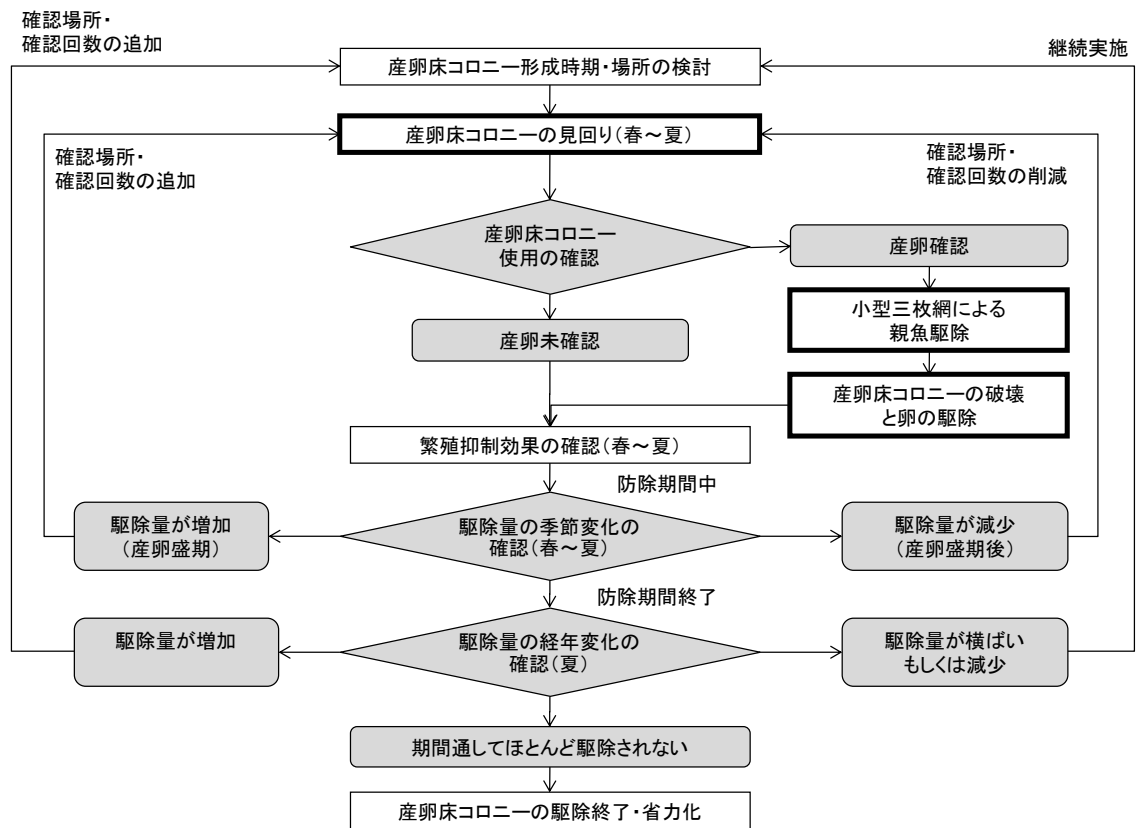 確認場所・
確認回数の追加
継続実施
産卵床コロニー形成時期・場所の検討
産卵床コロニーの見回り(春～夏)
確認場所・
確認回数の追加
確認場所・
確認回数の削減
産卵床コロニー
使用の確認
産卵確認
小型三枚網による
親魚駆除
産卵未確認
産卵床コロニーの破壊
と卵の駆除
繁殖抑制効果の確認(春～夏)
防除期間中
駆除量が増加
(産卵盛期)
駆除量の季節変化の
確認(春～夏)
駆除量が減少
(産卵盛期後)
防除期間終了
駆除量が増加
駆除量の経年変化の
確認(夏)
駆除量が横ばい
もしくは減少
期間通してほとんど駆除されない
産卵床コロニーの駆除終了・省力化